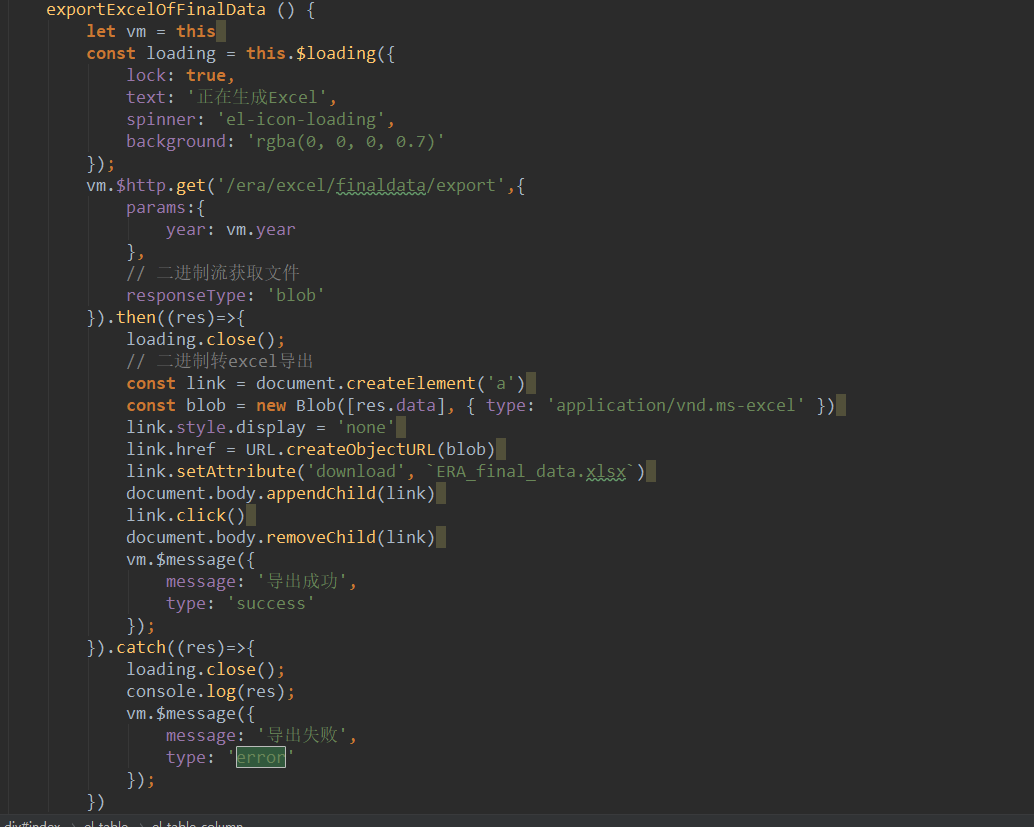 exportExcelOfFinalData () {
let vm = this
const loading = this.$loading({
lock: true,
text: '正在生成Excel',
spinner: 'el-icon-loading',
background: 'rgba(0, 0, 0, 0.7)'
});
vm.$http.get('/era/excel/finaldata/export',{
params:{
year: vm.year
},
// 二进制流获取文件
responseType: 'blob'
}).then((res)=>{
loading.close();
// 二进制转excel导出
const link = document.createElement('a')
const blob = new Blob([res.data], { type: 'application/vnd.ms-excel' })
link.style.display = 'none'
link.href = URL.createObjectURL(blob)
link.setAttribute('download', `ERA_final_data.xlsx`)
document.body.appendChild(link)
link.click()
document.body.removeChild(link)
vm.$message({
message: '导出成功',
type: 'success'
});
}).catch((res)=>{
loading.close();
console.log(res);
vm.$message({
message: '导出失败',
type: 'error'
});
})
div#index › el-table › el-table-column